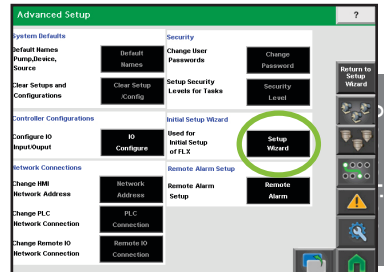 Advanced Setup
?
System Defaults
Default Names
Pump,Device,
Source
Default
Names
Clear Setups and
Configurations
Clear Setup
/Config
Security
Change User
Passwords
Change
Password
Setup Security
Levels for Tasks
Security
Level
Return to
Setup
Wizard
Controller Configurations
Configure IO
Input/Ouput
IO
Configure
Initial Setup Wizard
Used for
Initial Setup
of FLX
Setup
Wizard
Network Connections
Change HMI
Network Address
Network
Address
Change PLC
Network Connection
PLC
Connection
Change Remote IO
Network Connection
Remote IO
Connection
Remote Alarm Setup
Remote Alarm
Setup
Remote
Alarm